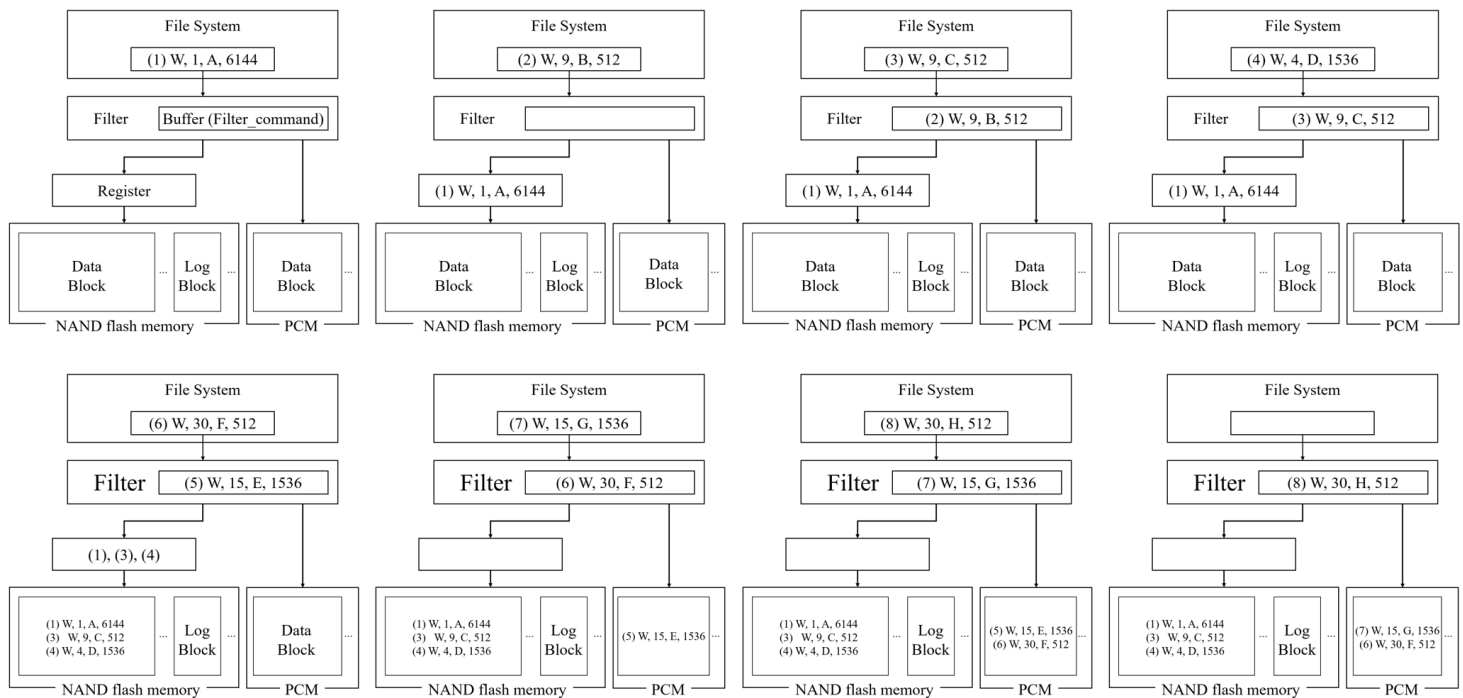 File System
(1) W, 1, A, 6144
Filter
Buffer (Filter_command)
Register
Data
Block
...
Log
Block
...
Data
Block
...
NAND flash memory
PCM
File System
(2) W, 9, B, 512
Filter
(1) W, 1, A, 6144
Data
Block
...
Log
Block
...
Data
Block
...
NAND flash memory
PCM
File System
(3) W, 9, C, 512
Filter
(2) W, 9, B, 512
(1) W, 1, A, 6144
Data
Block
...
Log
Block
...
Data
Block
...
NAND flash memory
PCM
File System
(4) W, 4, D, 1536
Filter
(3) W, 9, C, 512
(1) W, 1, A, 6144
Data
Block
...
Log
Block
...
Data
Block
...
NAND flash memory
PCM
File System
(6) W, 30, F, 512
Filter
(5) W, 15, E, 1536
(1), (3), (4)
(1) W, 1, A, 6144
(3) W, 9, C, 512
(4) W, 4, D, 1536
...
Log
Block
...
Data
Block
...
NAND flash memory
PCM
File System
(7) W, 15, G, 1536
Filter
(6) W, 30, F, 512
(1) W, 1, A, 6144
(3) W, 9, C, 512
(4) W, 4, D, 1536
...
Log
Block
...
(5) W, 15, E, 1536
...
NAND flash memory
PCM
File System
(8) W, 30, H, 512
Filter
(7) W, 15, G, 1536
(1) W, 1, A, 6144
(3) W, 9, C, 512
(4) W, 4, D, 1536
...
Log
Block
...
(5) W, 15, E, 1536
(6) W, 30, F, 512
...
NAND flash memory
PCM
File System
Filter
(8) W, 30, H, 512
(1) W, 1, A, 6144
(3) W, 9, C, 512
(4) W, 4, D, 1536
...
Log
Block
...
(7) W, 15, G, 1536
(6) W, 30, F, 512
...
NAND flash memory
PCM